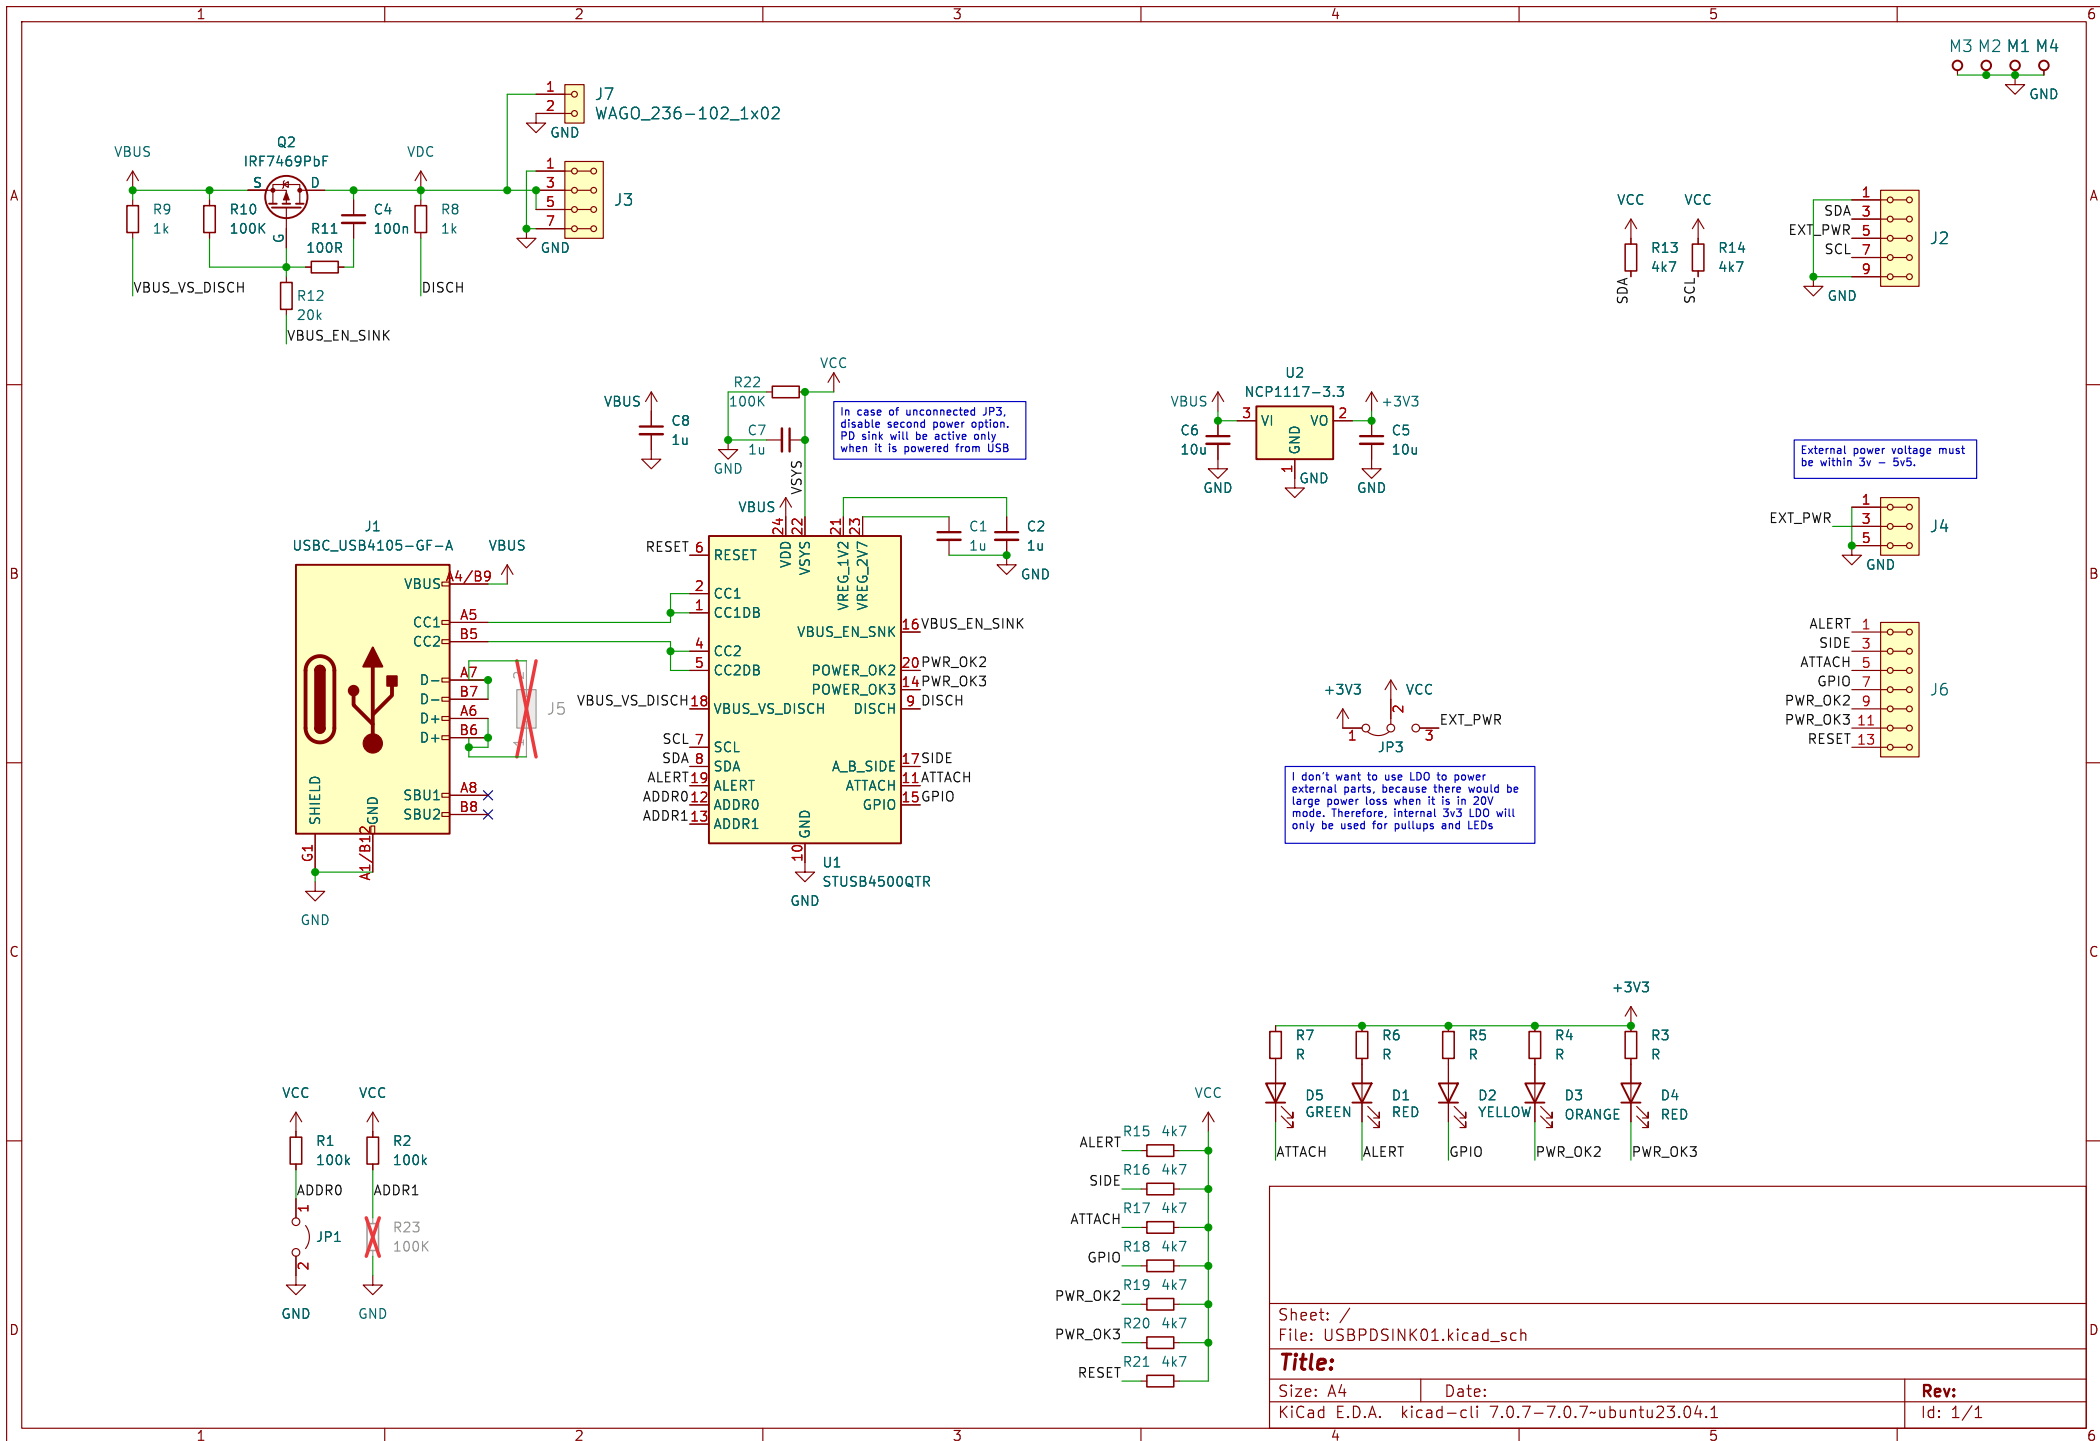 1 2 3 4 5 6
A B C D
M3 M2 M1 M4
GND
J7
WAGO_236-102_1x02
1
2
GND
Q2
IRF7469PbF
VBUS
VDC
S D
G
R9
1k
R10
100K
R11
100R
C4
100n
R8
1k
R12
20k
VBUS_VS_DISCH
DISCH
VBUS_EN_SINK
1
3
5
7
J3
GND
VCC
VCC
R13
4k7
R14
4k7
SDA
SCL
1
3
5
7
9
SDA
EXT_PWR
SCL
J2
GND
R22
100K
VCC
VBUS
C8
1u
C7
1u
GND
VSYS
In case of unconnected JP3,
disable second power option.
PD sink will be active only
when it is powered from USB
U2
NCP1117-3.3
VBUS
+3V3
3 VI
VO 2
GND
1
C6
10u
C5
10u
GND
GND
GND
External power voltage must
be within 3v - 5v5.
EXT_PWR
1
3
5
J4
GND
J1
USBC_USB4105-GF-A
VBUS
VBUS A4/B9
CC1 A5
CC2 B5
D- A7
D- B7
D+ A6
D+ B6
SBU1 A8
SBU2 B8
SHIELD
GND
G1
A1/B12
GND
2
1
J5
VBUS
24 22 21 23
VDD
VSYS
VREG_1V2
VREG_2V7
C1
1u
C2
1u
GND
RESET 6 RESET
2 CC1
1 CC1DB
4 CC2
5 CC2DB
VBUS_VS_DISCH 18 VBUS_VS_DISCH
SCL 7 SCL
SDA 8 SDA
ALERT 19 ALERT
ADDR0 12 ADDR0
ADDR1 13 ADDR1
VBUS_EN_SNK 16 VBUS_EN_SINK
POWER_OK2 20 PWR_OK2
POWER_OK3 14 PWR_OK3
DISCH 9 DISCH
A_B_SIDE 17 SIDE
ATTACH 11 ATTACH
GPIO 15 GPIO
GND
10
U1
STUSB4500QTR
GND
ALERT 1
SIDE 3
ATTACH 5
GPIO 7
PWR_OK2 9
PWR_OK3 11
RESET 13
J6
+3V3
VCC
2
1
3
EXT_PWR
JP3
I don't want to use LDO to power
external parts, because there would be
large power loss when it is in 20V
mode. Therefore, internal 3v3 LDO will
only be used for pullups and LEDs
+3V3
R7
R
R6
R
R5
R
R4
R
R3
R
D5
GREEN
D1
RED
D2
YELLOW
D3
ORANGE
D4
RED
ATTACH
ALERT
GPIO
PWR_OK2
PWR_OK3
VCC
VCC
R1
100k
R2
100k
ADDR0
ADDR1
1
JP1
2
R23
100K
GND
GND
VCC
ALERT R15 4k7
SIDE R16 4k7
ATTACH R17 4k7
GPIO R18 4k7
PWR_OK2 R19 4k7
PWR_OK3 R20 4k7
RESET R21 4k7
Sheet: /
File: USBPDSINK01.kicad_sch
Title:
Size: A4
Date:
Rev:
KiCad E.D.A. kicad-cli 7.0.7-7.0.7~ubuntu23.04.1
Id: 1/1
A B C D
1 2 3 4 5 6